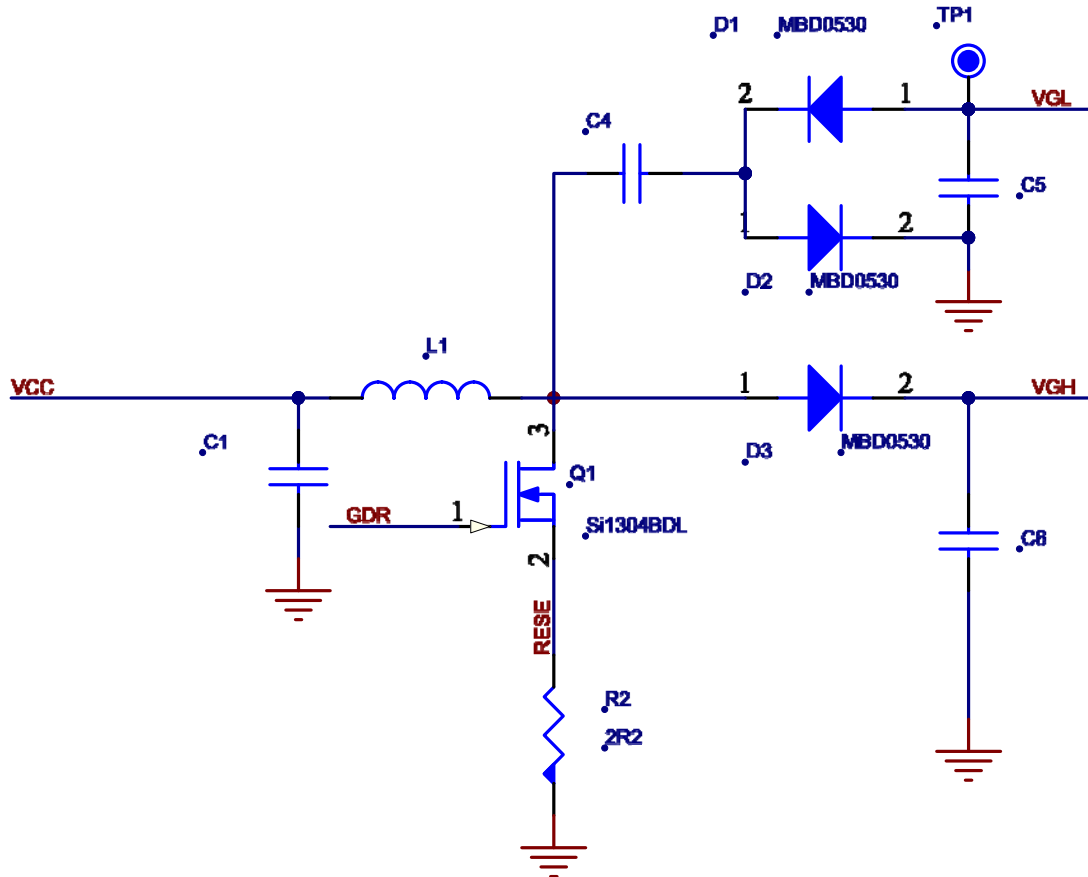 D1 MBD0530 TP1
2 1 VGL
C4
C5
1 2
D2 MBD0530
L1
VCC 1 2 VGH
C1 3 D3 MBD0530
Q1
GDR 1 Si1304BDL
C6
2
RESE
R2
2R2